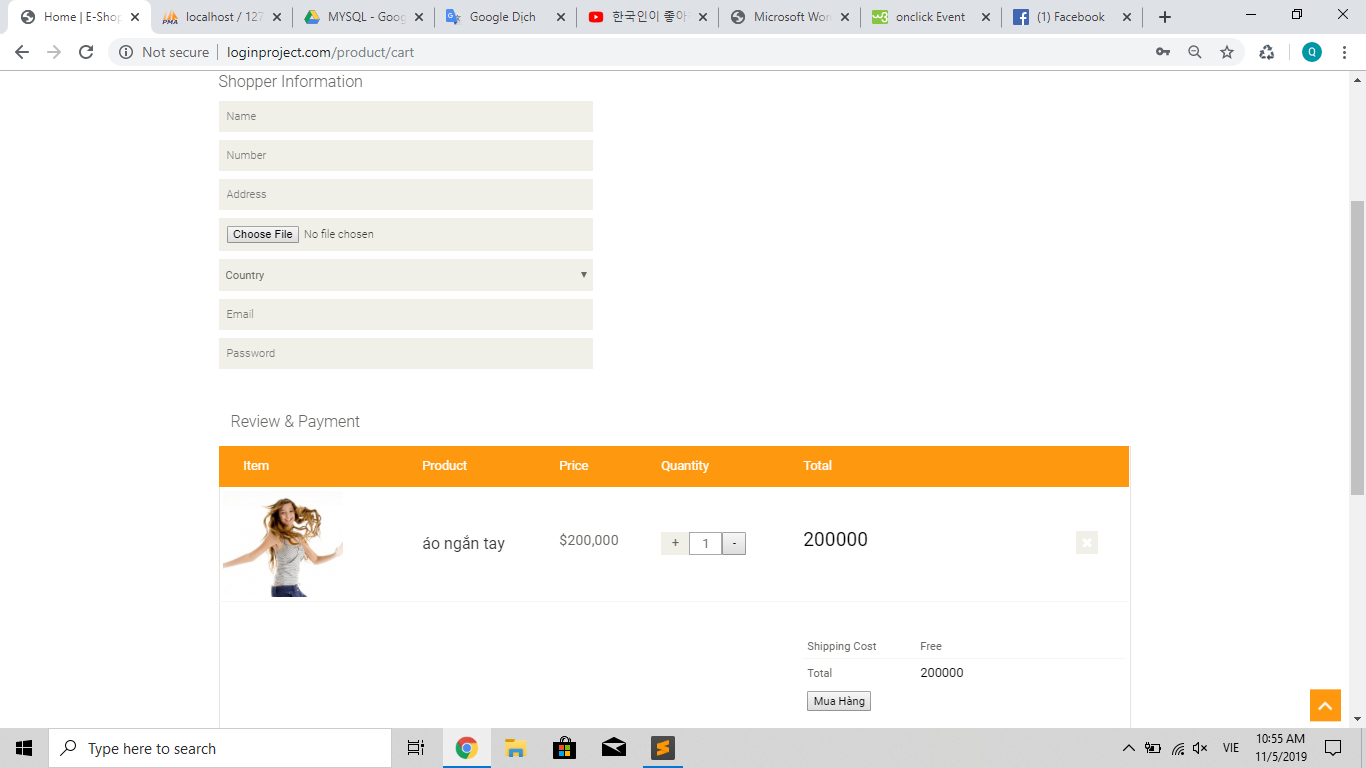 Home | E-Shop
localhost / 127
MYSQL - Goog
Google Dịch
한국인이 좋아
Microsoft Wor
onclick Event
(1) Facebook
Not secure
loginproject.com/product/cart
Q
Shopper Information
Name
Number
Address
Choose File No file chosen
Country
Email
Password
Review & Payment
Item Product Price Quantity Total
áo ngắn tay $200,000 + 1 - 200000
Shipping Cost Free
Total 200000
Mua Hàng
Type here to search
VIE
10:55 AM
11/5/2019